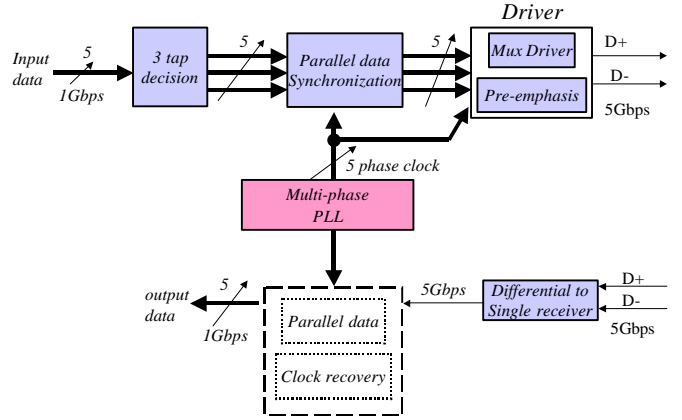 Driver
Input
data
5
1Gbps
3 tap
decision
5
Parallel data
Synchronization
5
Mux Driver
Pre-emphasis
D+
D-
5Gbps
5 phase clock
Multi-phase
PLL
output
data
5
1Gbps
Parallel data
Clock recovery
5Gbps
Differential to
Single receiver
D+
D-
5Gbps